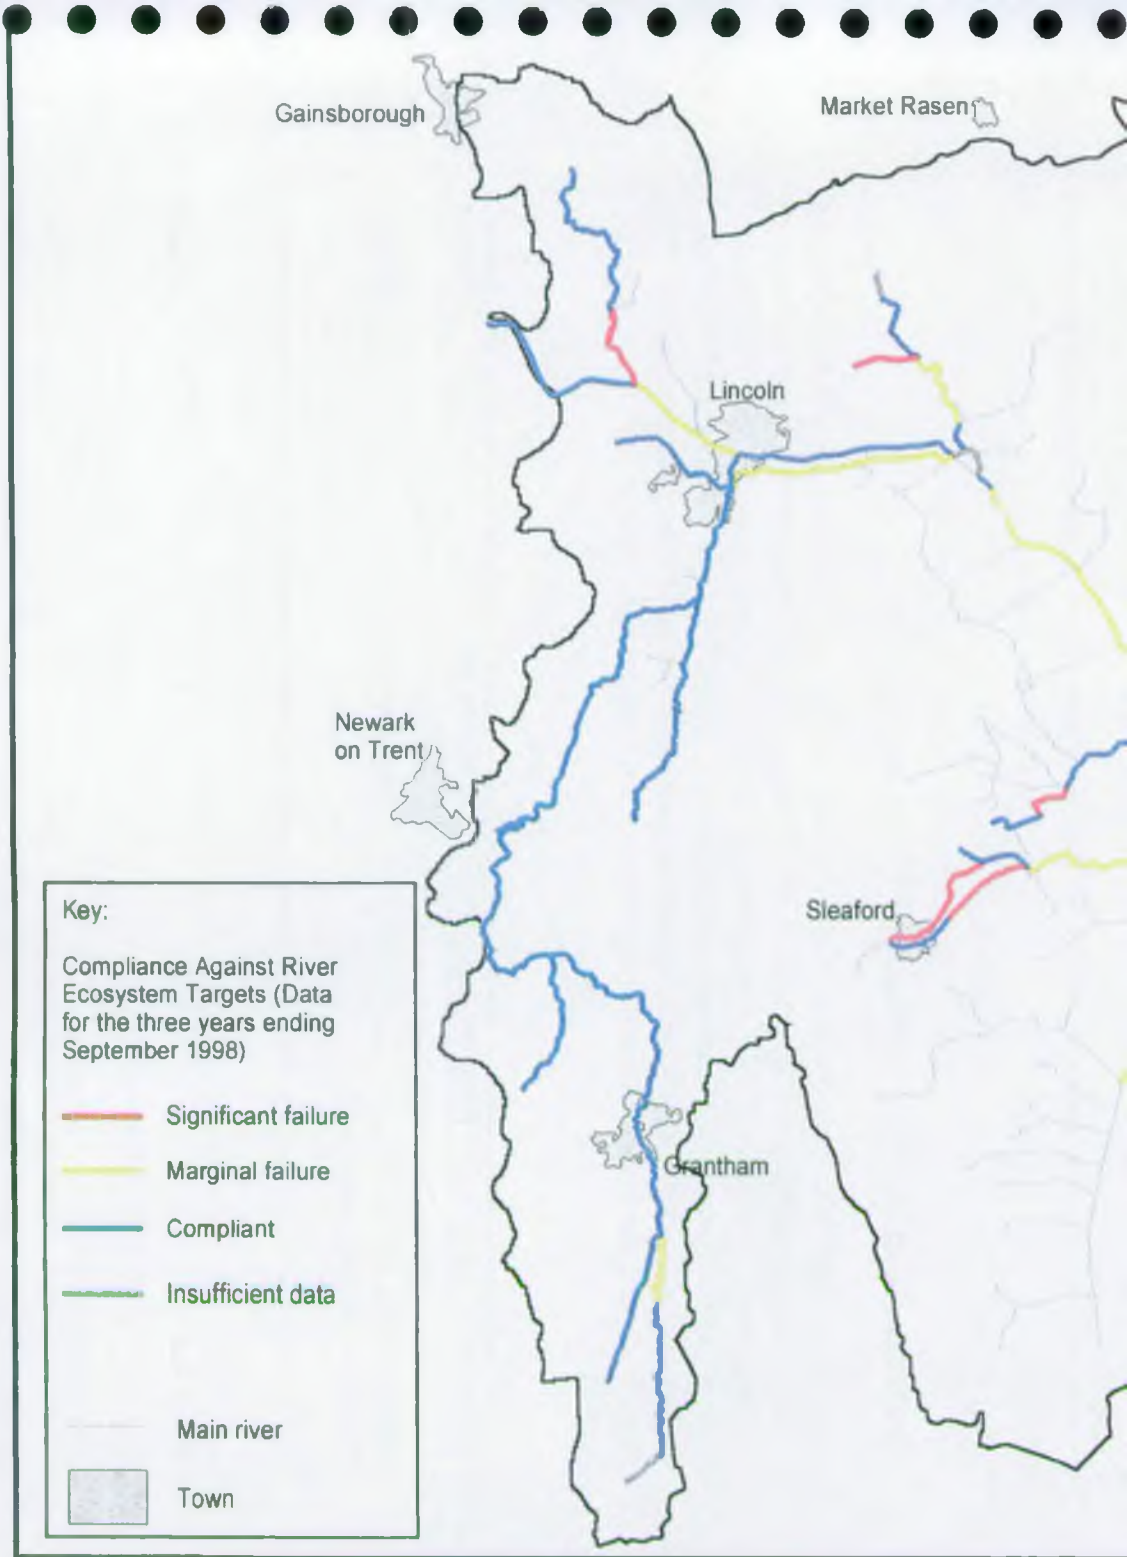 Gainsborough
Market Rasen
Lincoln
Newark
on Trent
Sleaford
Grantham
Key:
Compliance Against River
Ecosystem Targets (Data
for the three years ending
September 1998)
Significant failure
Marginal failure
Compliant
Insufficient data
Main river
Town